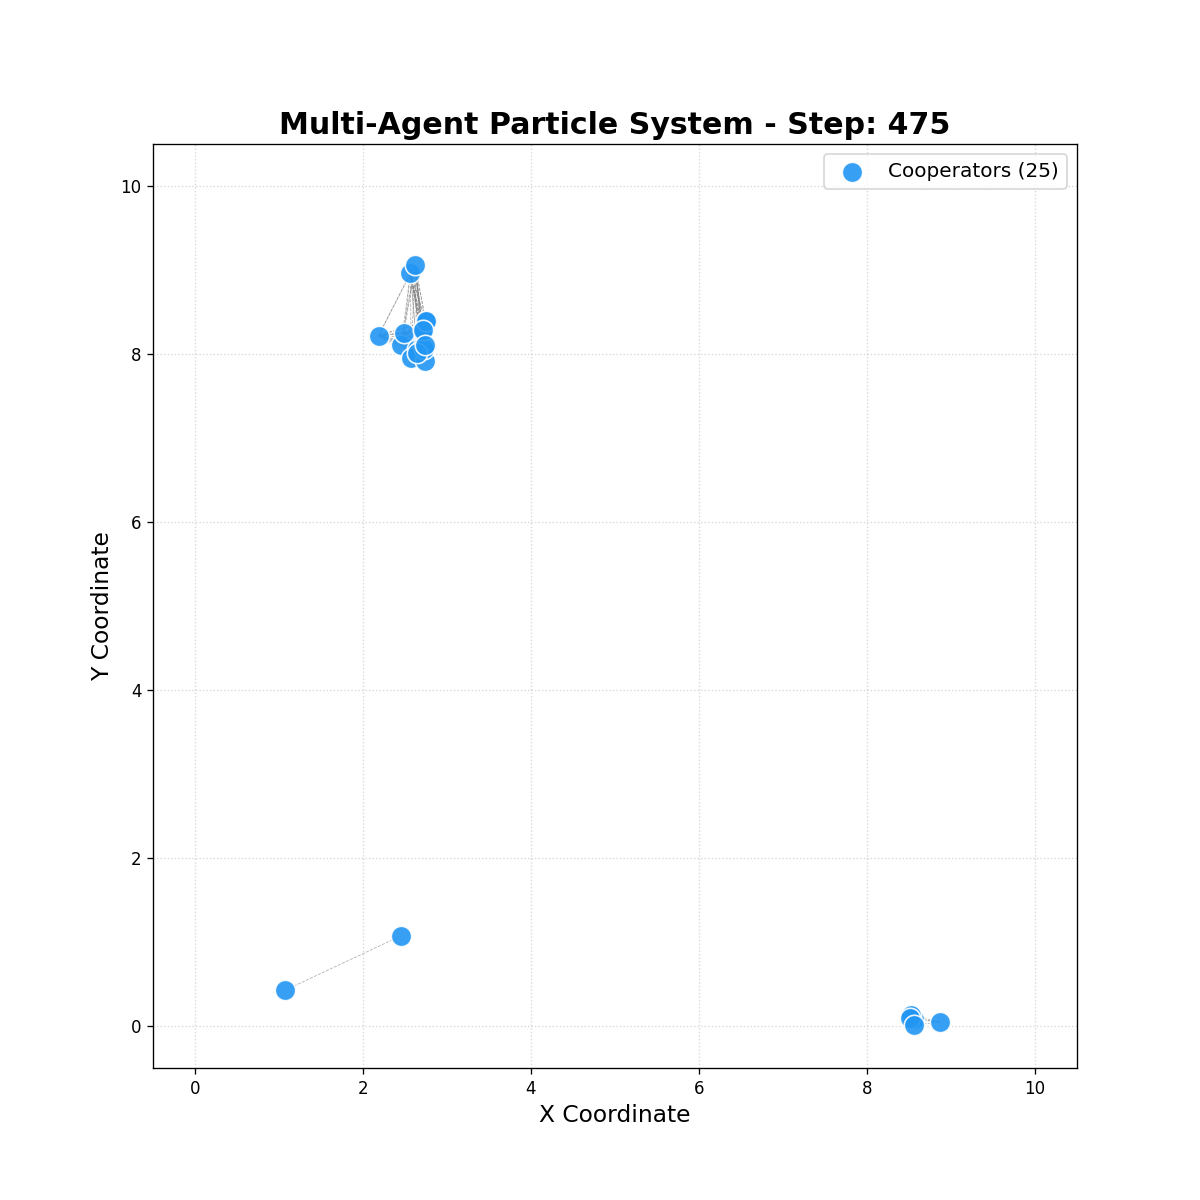 Multi-Agent Particle System - Step: 475
Cooperators (25)
10
8
6
4
2
0
Y Coordinate
0 2 4 6 8 10
X Coordinate